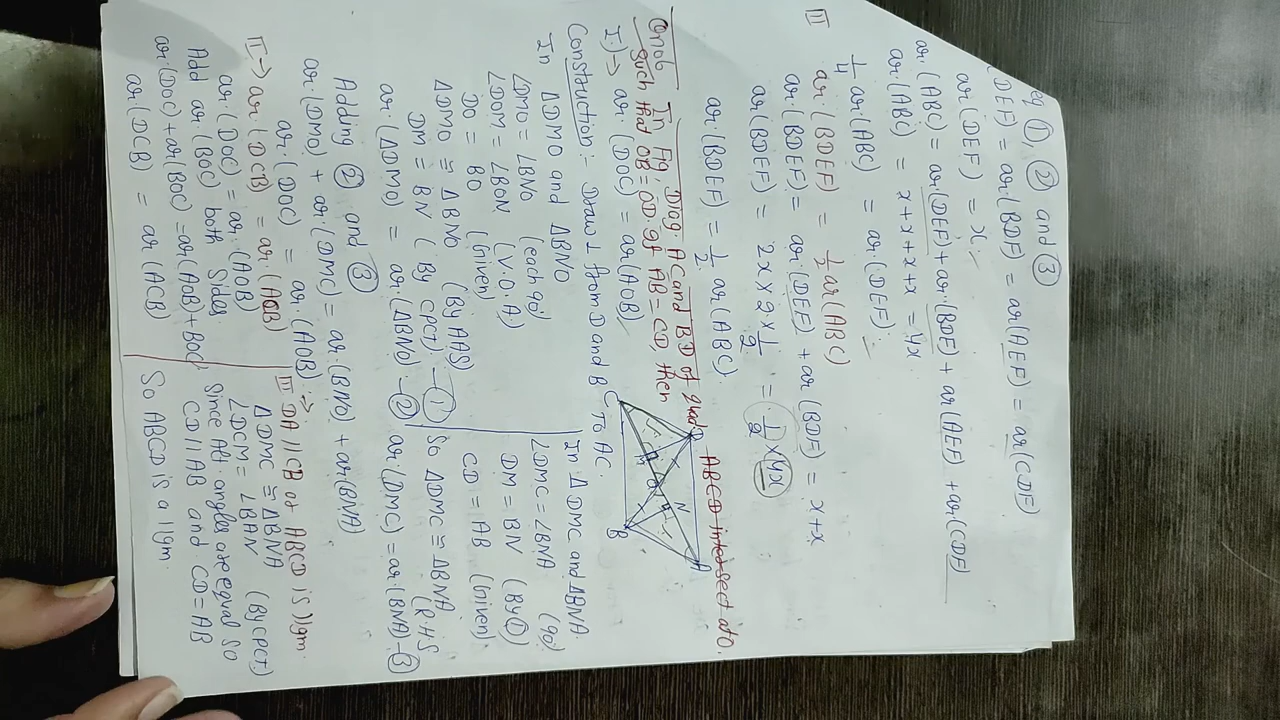 eq ①, ② and ③
(DEF) = ar(BDF) = ar(AEF) = ar(CDF)
ar(DEF) = x
ar.(ABC) = ar(DEF) + ar.(BDE) + ar(AEF) + ar(CDF)
ar(ABC) = x+x+x+x = 4x
1/4 ar(ABC) = ar(DEF)
III ar(BDEF) = 1/2 ar(ABC)
ar(BDEF) = ar.(DEF) + ar(BDF) = x+x
ar(BDEF) = 2x × 2 × 1/2 = 1/2 × 4x
ar(BDEF) = 1/2 ar(ABC).
Qno6. In Fig. Diag. AC and BD of quad ABCD intersect at O.
such that OB = OD. If AB = CD, then
I.) → ar(DOC) = ar(AOB)
Construction:- Draw ⊥ from D and B To AC.
C D M O N B A
In ΔDMO and ΔBNO
∠DMO = ∠BNO (each 90°)
∠DOM = ∠BON (V.O.A)
DO = BO (Given)
ΔDMO ≅ ΔBNO (By AAS)
DM = BN (By CPCT) -①
ar.(ΔDMO) = ar(ΔBNO) -②
In ΔDMC and ΔBNA
∠DMC = ∠BNA (90°)
DM = BN (By①)
CD = AB (Given)
So ΔDMC ≅ ΔBNA (RHS
ar.(DMC) = ar.(BNA) -③
Adding ② and ③
ar.(DMO) + ar(DMC) = ar.(BNO) + ar(BNA)
ar.(DOC) = ar.(AOB)
II → ar(DCB) = ar.(ACB)
ar.(DOC) = ar.(AOB)
Add ar(BOC) both Sides
ar.(DOC) + ar(BOC) = ar(AOB) + BOC
ar(DCB) = ar(ACB)
III → DA || CB or ABCD is ||gm.
ΔDMC ≅ ΔBNA
∠DCM = ∠BAN (By CPCT)
Since Alt angles are equal So
CD || AB and CD = AB
So ABCD is a ||gm.